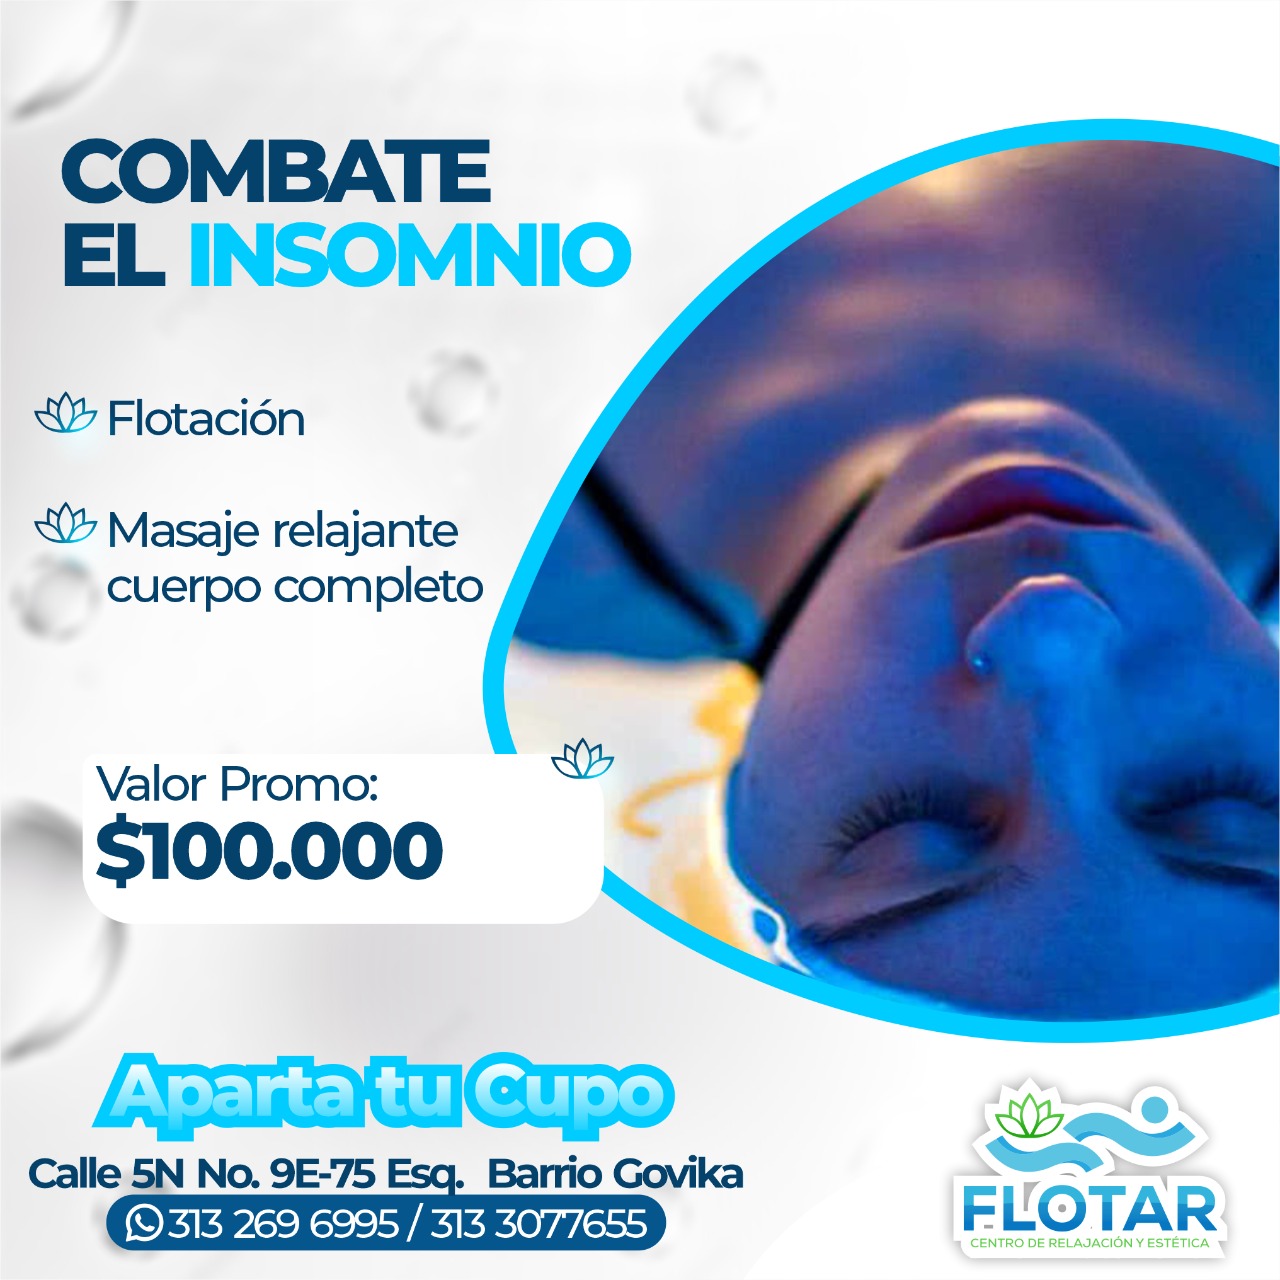 COMBATE
EL INSOMNIO
Flotación
Masaje relajante
cuerpo completo
Valor Promo:
$100.000
Aparta tu Cupo
Calle 5N No. 9E-75 Esq. Barrio Govika
313 269 6995 / 313 3077655
FLOTAR
CENTRO DE RELAJACIÓN Y ESTÉTICA